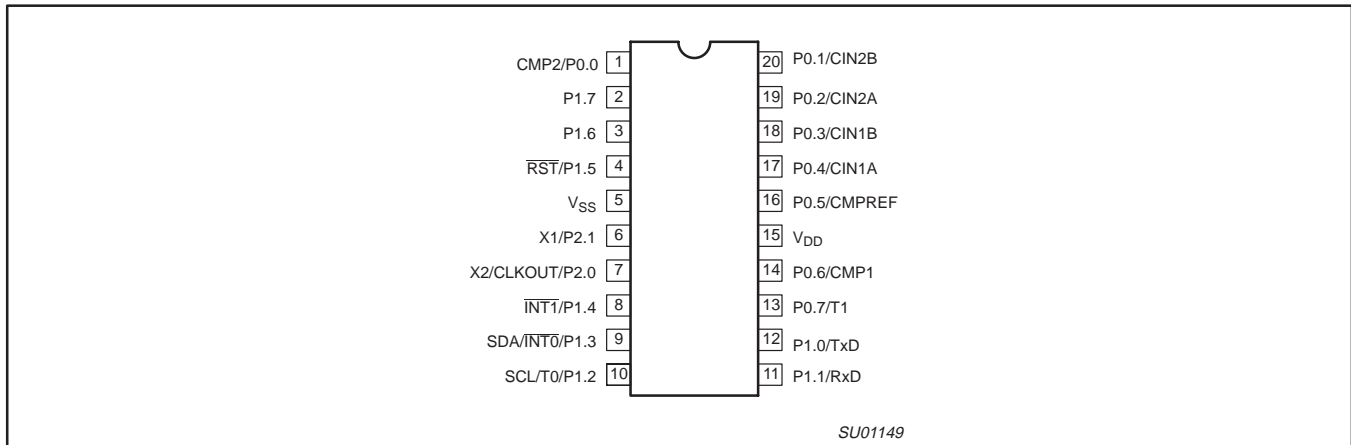 CMP2/P0.0 1
P1.7 2
P1.6 3
R̅S̅T̅/P1.5 4
VSS 5
X1/P2.1 6
X2/CLKOUT/P2.0 7
I̅N̅T̅1̅/P1.4 8
SDA/I̅N̅T̅0̅/P1.3 9
SCL/T0/P1.2 10
20 P0.1/CIN2B
19 P0.2/CIN2A
18 P0.3/CIN1B
17 P0.4/CIN1A
16 P0.5/CMPREF
15 VDD
14 P0.6/CMP1
13 P0.7/T1
12 P1.0/TxD
11 P1.1/RxD
SU01149